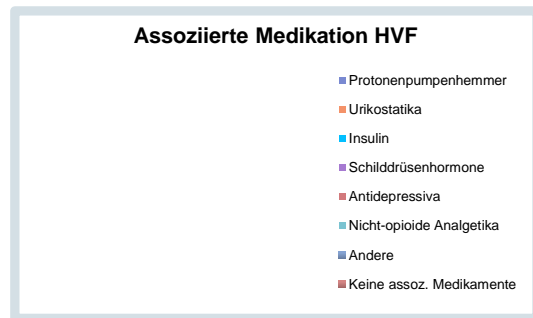 Assoziierte Medikation HVF
Protonenpumpenhemmer
Urikostatika
Insulin
Schilddrüsenhormone
Antidepressiva
Nicht-opioide Analgetika
Andere
Keine assoz. Medikamente